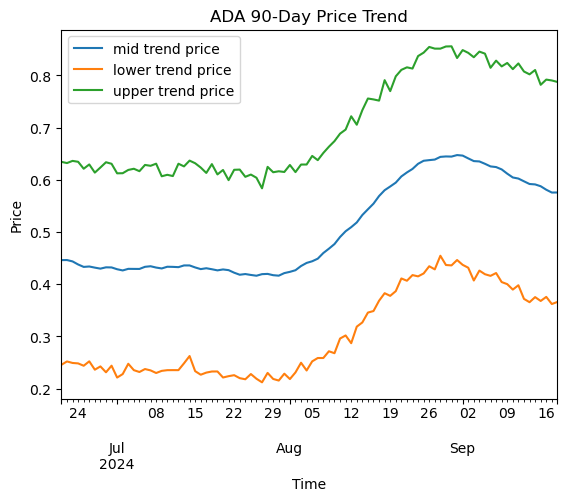 ADA 90-Day Price Trend
mid trend price
lower trend price
upper trend price
Price
0.8
0.7
0.6
0.5
0.4
0.3
0.2
24 08 15 22 29 05 12 19 26 02 09 16
Jul Aug Sep
2024
Time